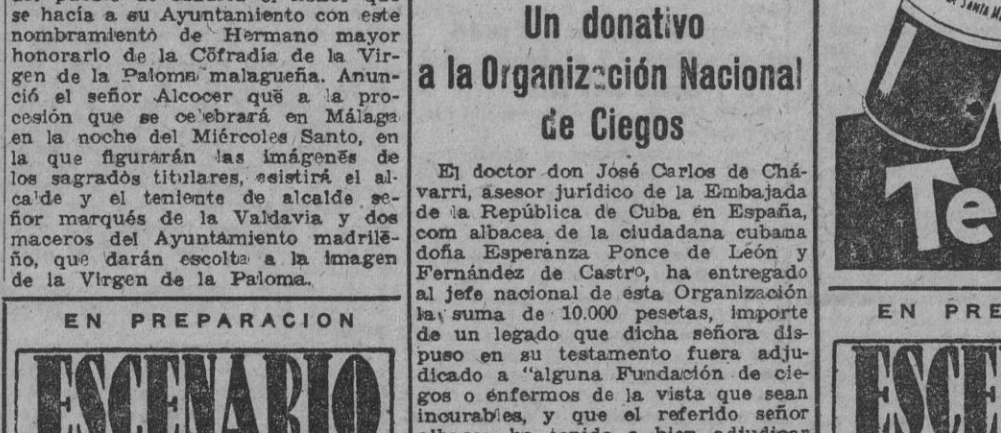 se hacía a su Ayuntamiento con este
nombramiento de Hermano mayor
honorario de la Cofradía de la Vir-
gen de la Paloma malagueña. Anun-
ció el señor Alcocer que a la pro-
cesión que se celebrará en Málaga
en la noche del Miércoles Santo, en
la que figurarán las imágenes de
los sagrados titulares, asistirá el al-
calde y el teniente de alcalde se-
ñor marqués de la Valdavia y dos
maceros del Ayuntamiento madrile-
ño, que darán escolta a la imagen
de la Virgen de la Paloma.
EN PREPARACION
ESCENARIO
Un donativo
a la Organización Nacional
de Ciegos
El doctor don José Carlos de Chá-
varri, asesor jurídico de la Embajada
de la República de Cuba en España,
com albacea de la ciudadana cubama
doña Esperanza Ponce de León y
Fernández de Castro, ha entregado
al jefe nacional de esta Organización
la suma de 10.000 pesetas, importe
de un legado que dicha señora dis-
puso en su testamento fuera adju-
dicado a "alguna Fundación de cie-
gos o enfermos de la vista que sean
incurables, y que el referido señor
SANTA M
Te
EN PRE
ESCE